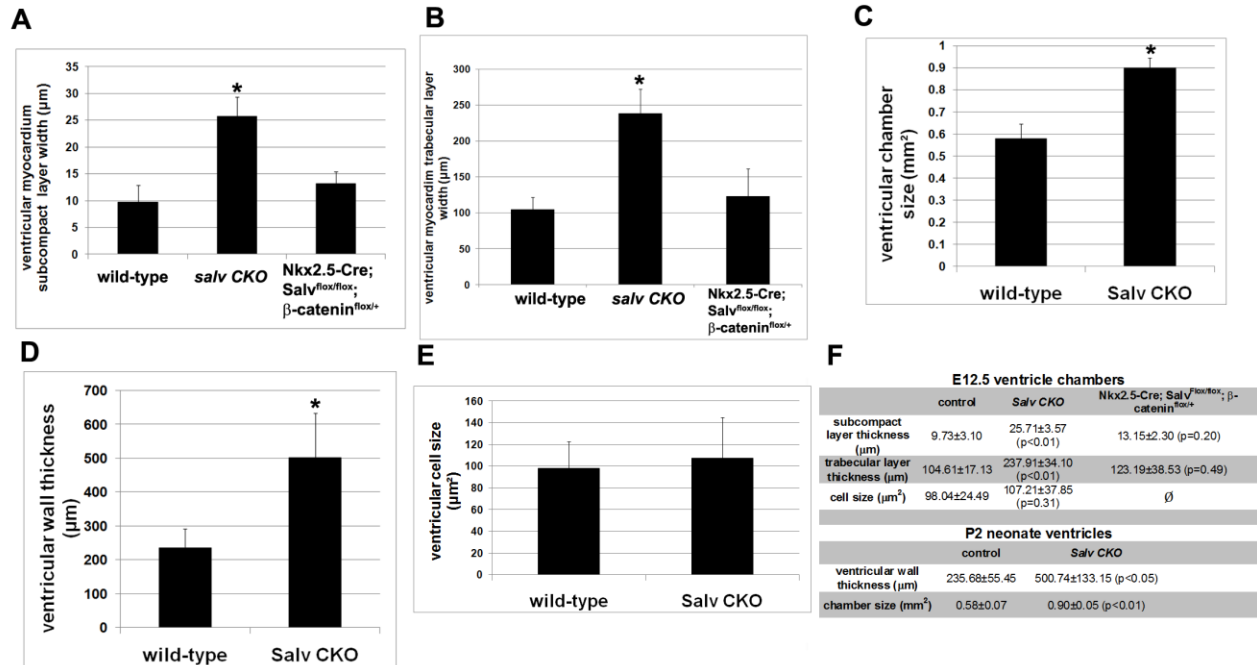 A
ventricular myocardium
subcompact layer width (µm)
35
30
25
20
15
10
5
0
*
wild-type
salv CKO
Nkx2.5-Cre;
Salvflox/flox;
β-cateninflox/+
B
ventricular myocardim trabecular layer
width (µm)
300
250
200
150
100
50
0
*
wild-type
salv CKO
Nkx2.5-Cre;
Salvflox/flox;
β-cateninflox/+
C
ventricular chamber
size (mm²)
1
0.9
0.8
0.7
0.6
0.5
0.4
0.3
0.2
0.1
0
*
wild-type
Salv CKO
D
ventricular wall thickness
(µm)
700
600
500
400
300
200
100
0
*
wild-type
Salv CKO
E
ventricular cell size
(µm²)
160
140
120
100
80
60
40
20
0
wild-type
Salv CKO
F
E12.5 ventricle chambers
control
Salv CKO
Nkx2.5-Cre; SalvFlox/flox; β-
cateninflox/+
subcompact
layer thickness
(µm)
9.73±3.10
25.71±3.57
(p<0.01)
13.15±2.30 (p=0.20)
trabecular layer
thickness (µm)
104.61±17.13
237.91±34.10
(p<0.01)
123.19±38.53 (p=0.49)
cell size (µm²)
98.04±24.49
107.21±37.85
(p=0.31)
Ø
P2 neonate ventricles
control
Salv CKO
ventricular wall
thickness (µm)
235.68±55.45
500.74±133.15 (p<0.05)
chamber size (mm²)
0.58±0.07
0.90±0.05 (p<0.01)